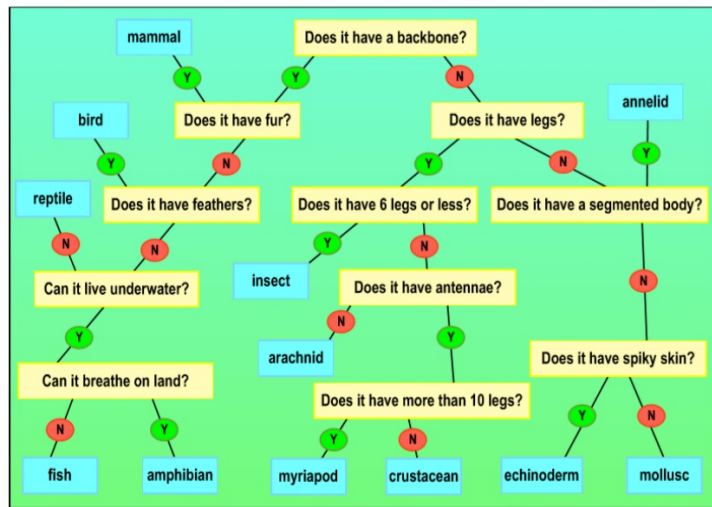 Does it have a backbone?
mammal
Y
Y
N
Does it have fur?
Does it have legs?
annelid
bird
Y
N
Y
N
Y
reptile
Does it have feathers?
Does it have 6 legs or less?
Does it have a segmented body?
N
N
Y
N
insect
Can it live underwater?
Does it have antennae?
N
Y
N
arachnid
Y
Does it have spiky skin?
Can it breathe on land?
Does it have more than 10 legs?
N
Y
Y
N
Y
N
fish
amphibian
myriapod
crustacean
echinoderm
mollusc